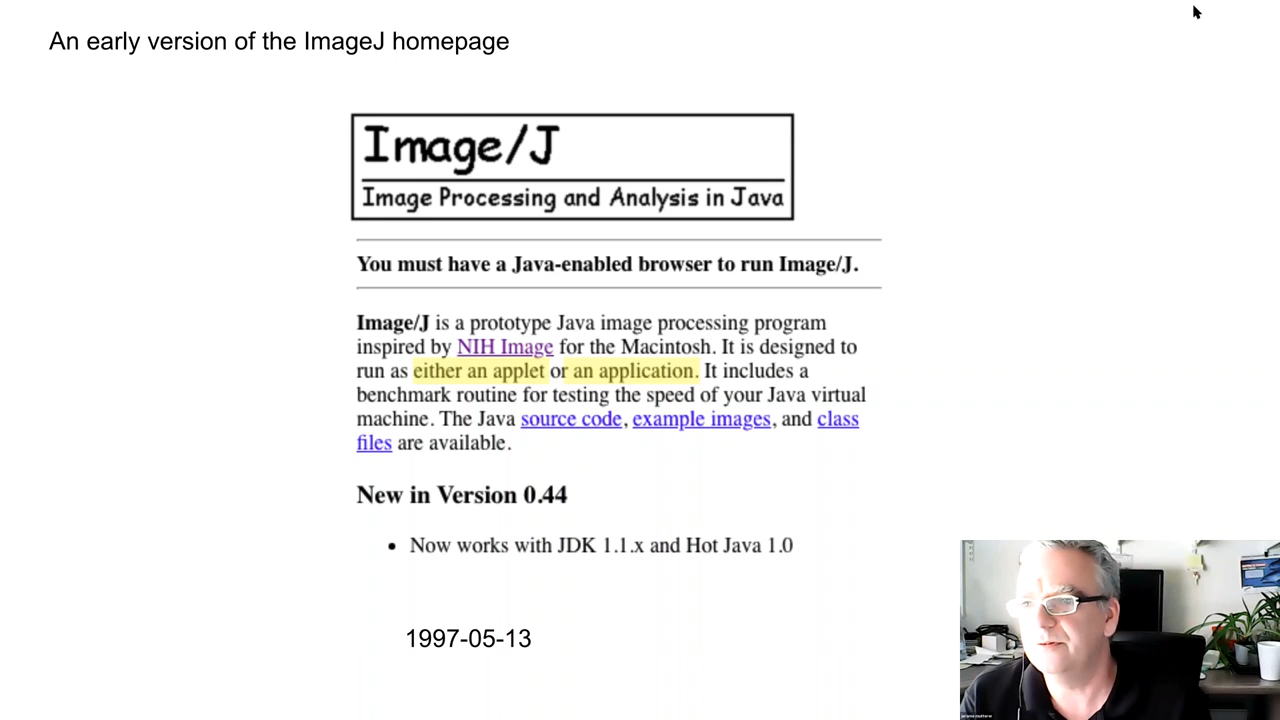 An early version of the ImageJ homepage
Image/J
Image Processing and Analysis in Java
You must have a Java-enabled browser to run Image/J.
Image/J is a prototype Java image processing program
inspired by NIH Image for the Macintosh. It is designed to
run as either an applet or an application. It includes a
benchmark routine for testing the speed of your Java virtual
machine. The Java source code, example images, and class
files are available.
New in Version 0.44
• Now works with JDK 1.1.x and Hot Java 1.0
1997-05-13